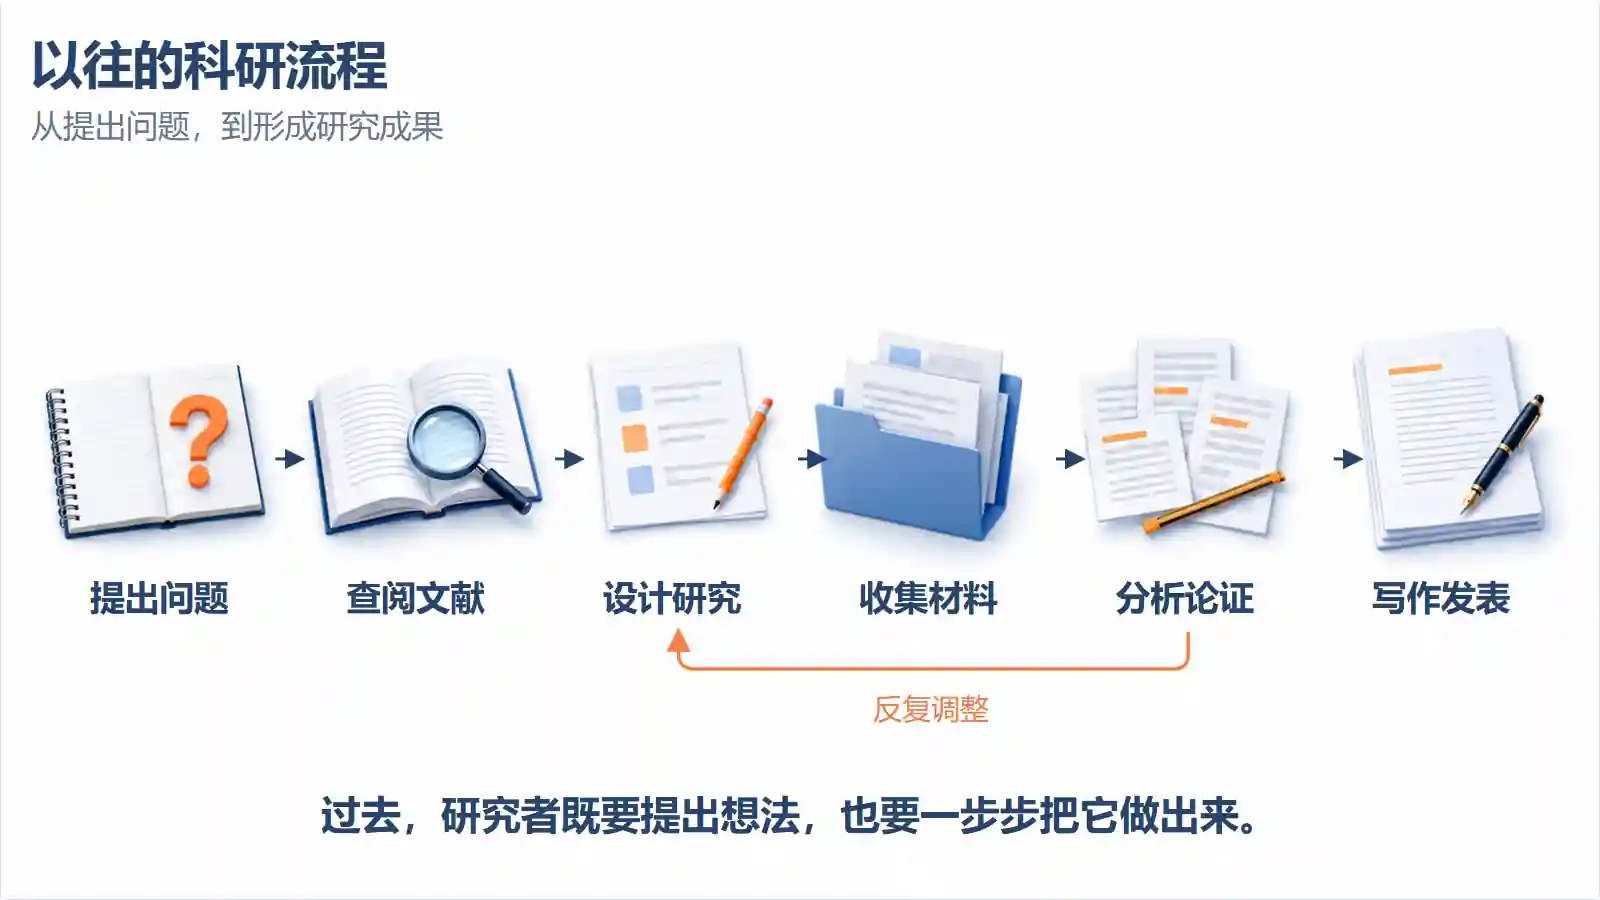 以往的科研流程
从提出问题，到形成研究成果
提出问题
查阅文献
设计研究
收集材料
分析论证
写作发表
反复调整
过去，研究者既要提出想法，也要一步步把它做出来。